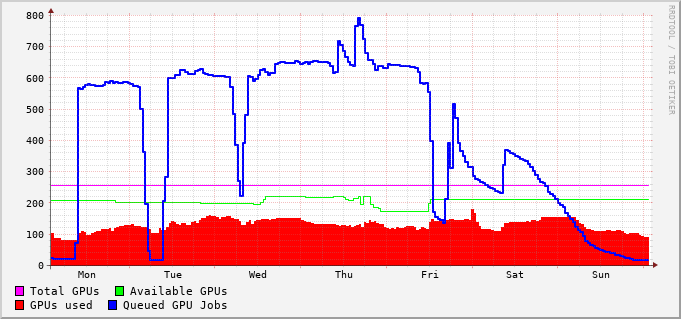 800
700
600
500
400
300
200
100
0
Mon Tue Wed Thu Fri Sat Sun
Total GPUs Available GPUs
GPUs used Queued GPU Jobs
RRDTOOL / TOBI OETIKER